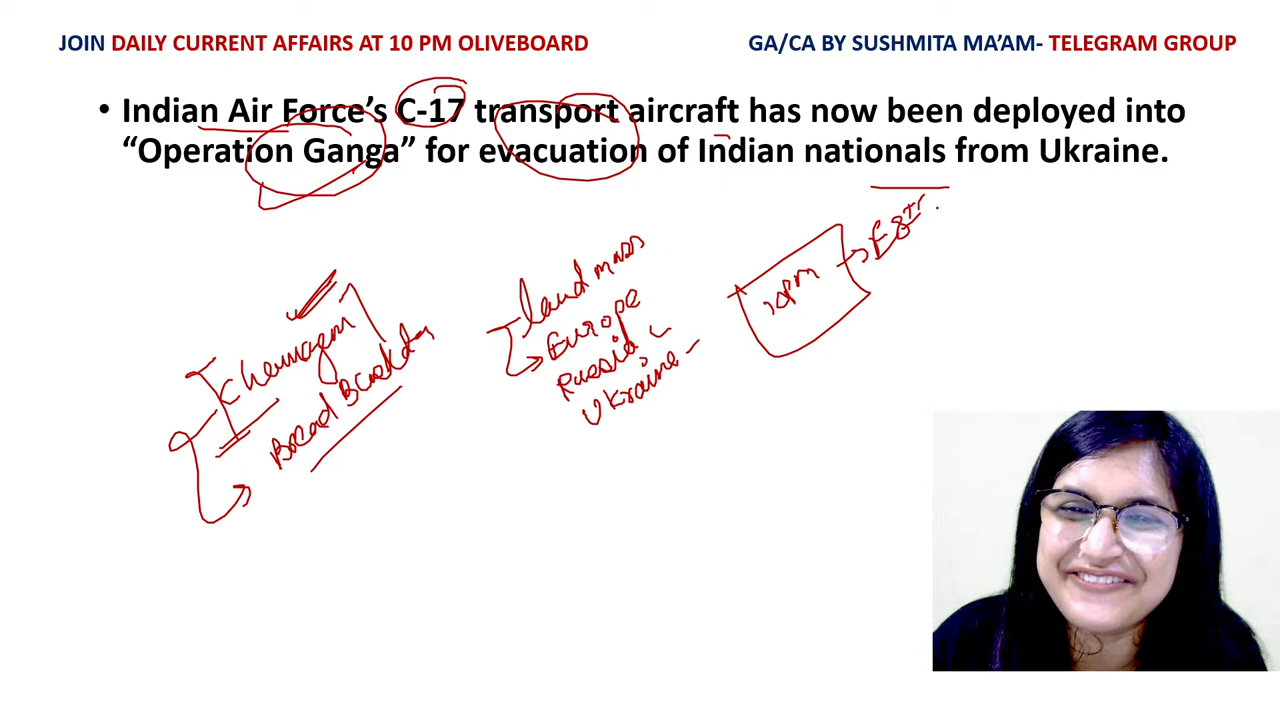 JOIN DAILY CURRENT AFFAIRS AT 10 PM OLIVEBOARD
GA/CA BY SUSHMITA MA'AM- TELEGRAM GROUP
• Indian Air Force's C-17 transport aircraft has now been deployed into
“Operation Ganga” for evacuation of Indian nationals from Ukraine.
Land mass
Europe
Russia
Ukraine
10PM
Bread